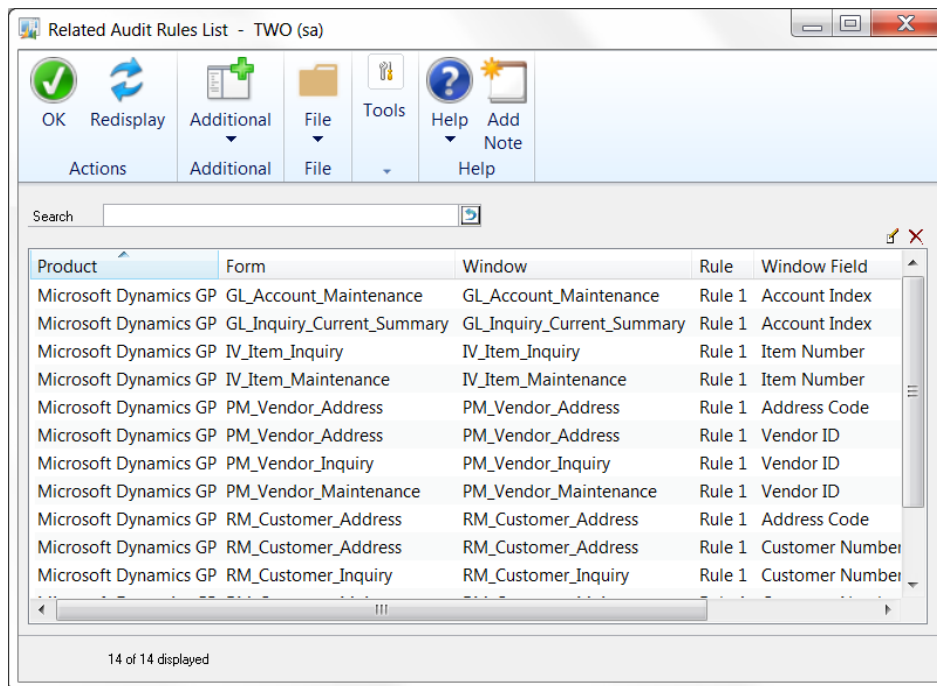 Related Audit Rules List - TWO (sa)
OK Redisplay Additional File Tools Help Add Note
Actions Additional File Help
Search
Product Form Window Rule Window Field
Microsoft Dynamics GP GL_Account_Maintenance GL_Account_Maintenance Rule 1 Account Index
Microsoft Dynamics GP GL_Inquiry_Current_Summary GL_Inquiry_Current_Summary Rule 1 Account Index
Microsoft Dynamics GP IV_Item_Inquiry IV_Item_Inquiry Rule 1 Item Number
Microsoft Dynamics GP IV_Item_Maintenance IV_Item_Maintenance Rule 1 Item Number
Microsoft Dynamics GP PM_Vendor_Address PM_Vendor_Address Rule 1 Address Code
Microsoft Dynamics GP PM_Vendor_Address PM_Vendor_Address Rule 1 Vendor ID
Microsoft Dynamics GP PM_Vendor_Inquiry PM_Vendor_Inquiry Rule 1 Vendor ID
Microsoft Dynamics GP PM_Vendor_Maintenance PM_Vendor_Maintenance Rule 1 Vendor ID
Microsoft Dynamics GP RM_Customer_Address RM_Customer_Address Rule 1 Address Code
Microsoft Dynamics GP RM_Customer_Address RM_Customer_Address Rule 1 Customer Number
Microsoft Dynamics GP RM_Customer_Inquiry RM_Customer_Inquiry Rule 1 Customer Number
14 of 14 displayed